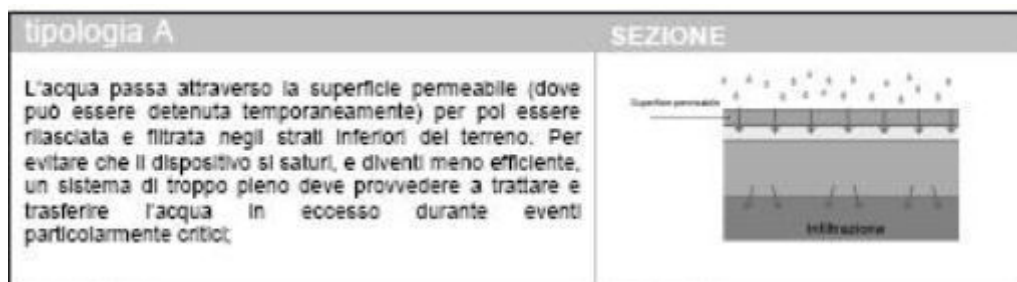 tipologia A
SEZIONE
L'acqua passa attraverso la superficie permeabile (dove
può essere detenuta temporaneamente) per poi essere
rilasciata e filtrata negli strati inferiori del terreno. Per
evitare che il dispositivo si saturi, e diventi meno efficiente,
un sistema di troppo pieno deve provvedere a trattare e
trasferire l'acqua in eccesso durante eventi
particolarmente critici;
Superficie permeabile
Infiltrazione